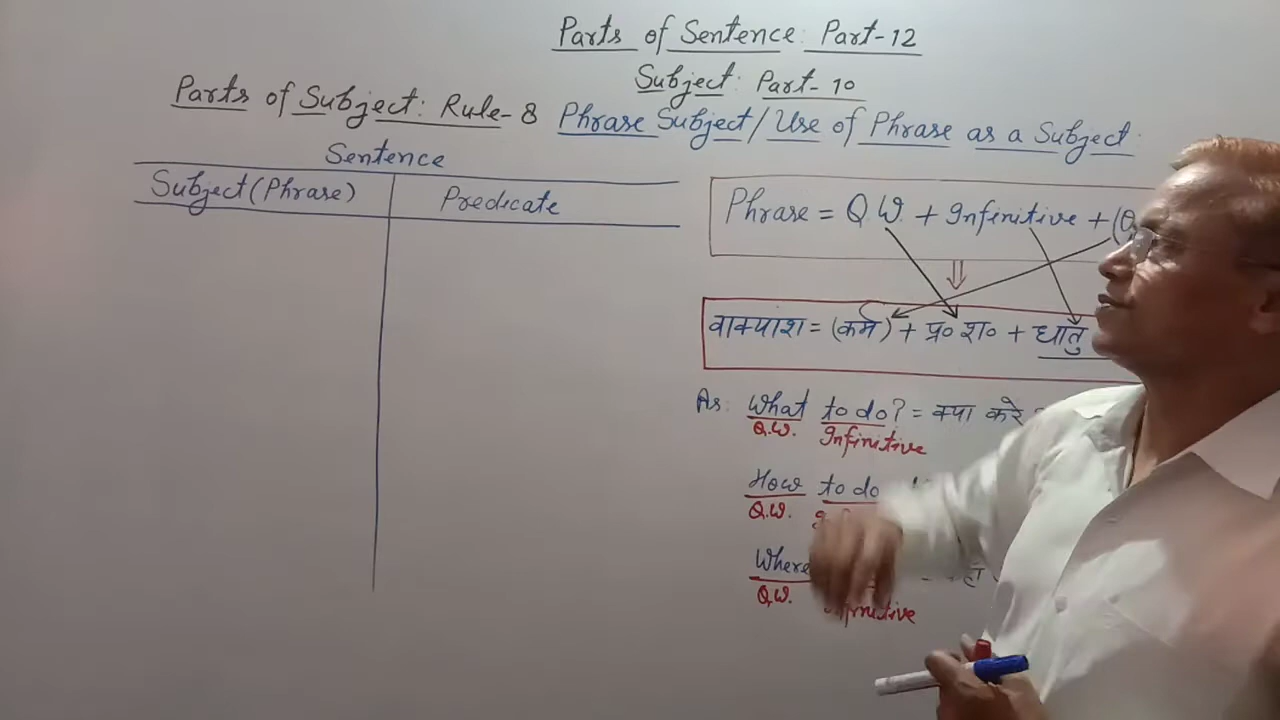 Parts of Sentence: Part-12
Subject: Part-10
Parts of Subject: Rule-8 Phrase Subject/Use of Phrase as a Subject:
Sentence
Subject (Phrase) Predicate
Phrase = Q.W. + Infinitive + (
वाक्यांश = (कर्म) + प्र० श० + धातु
As: What to do? = क्या करे
Q.W. Infinitive
How to do
Q.W.
Where
Q.W. Infinitive